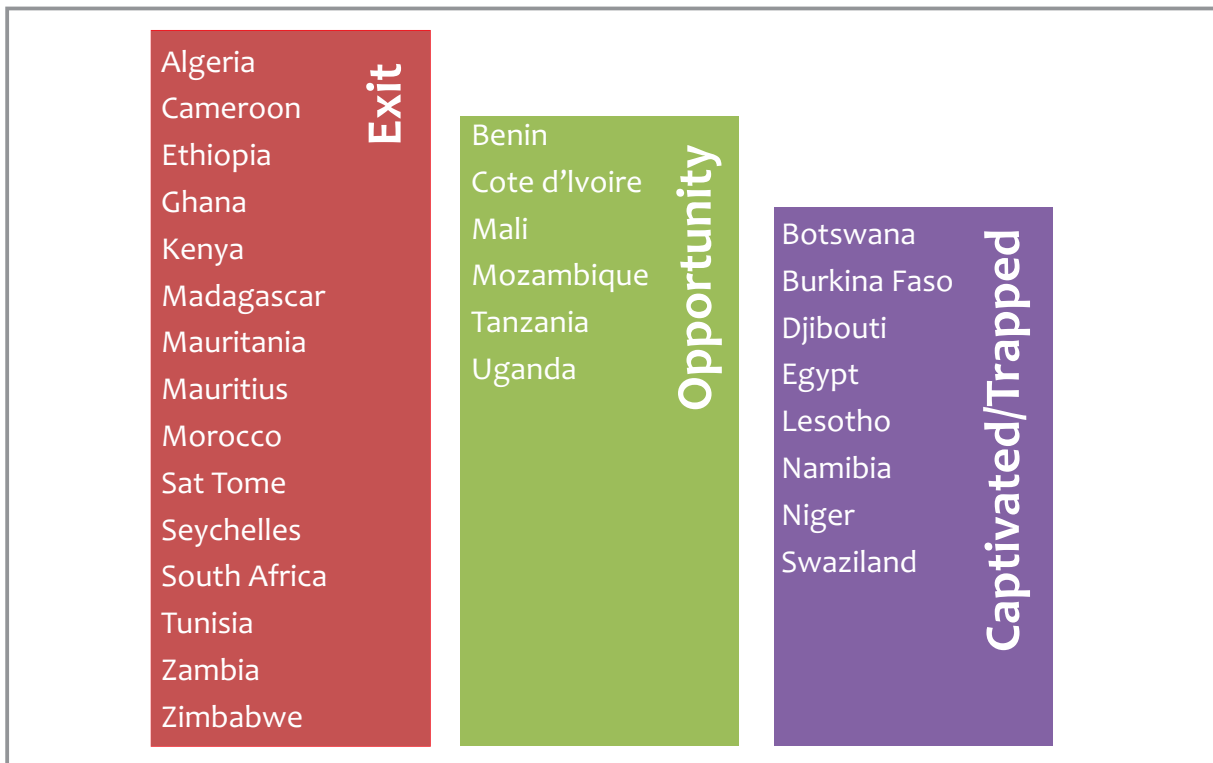 Exit
Algeria
Cameroon
Ethiopia
Ghana
Kenya
Madagascar
Mauritania
Mauritius
Morocco
Sat Tome
Seychelles
South Africa
Tunisia
Zambia
Zimbabwe
Opportunity
Benin
Cote d’Ivoire
Mali
Mozambique
Tanzania
Uganda
Captivated/Trapped
Botswana
Burkina Faso
Djibouti
Egypt
Lesotho
Namibia
Niger
Swaziland